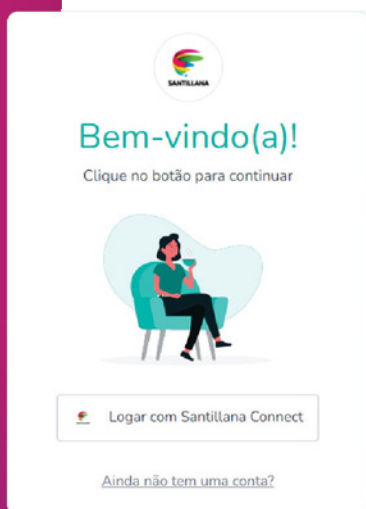 SANTILLANA
Bem-vindo(a)!
Clique no botão para continuar
Logar com Santillana Connect
Ainda não tem uma conta?